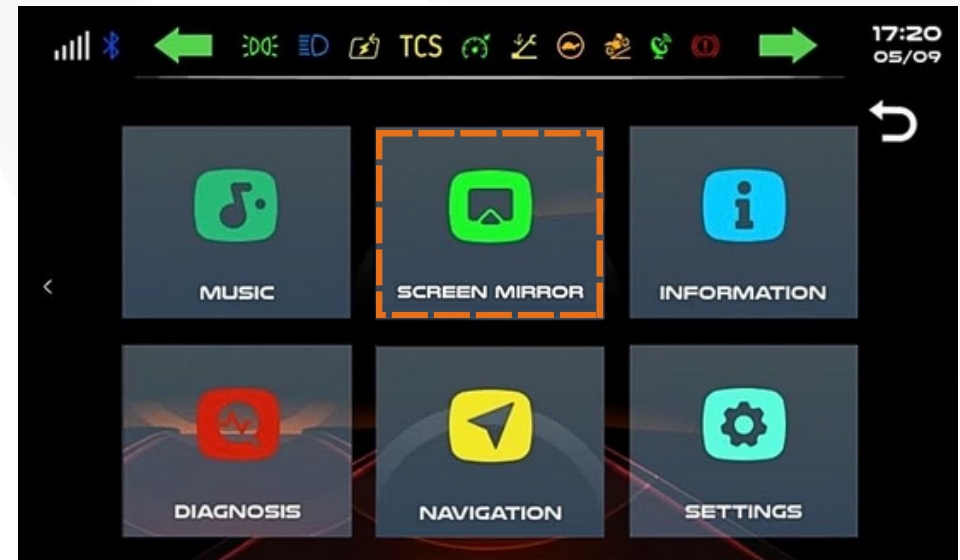 TCS
17:20
05/09
MUSIC
SCREEN MIRROR
INFORMATION
DIAGNOSIS
NAVIGATION
SETTINGS